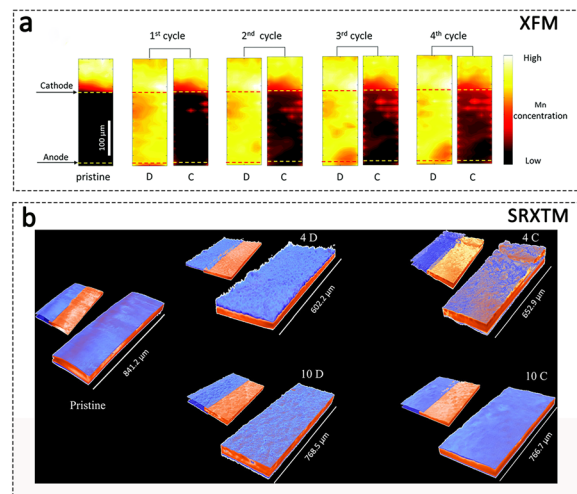 a
XFM
1st cycle
2nd cycle
3rd cycle
4th cycle
Cathode
Anode
100 μm
pristine
D
C
D
C
D
C
D
C
High
Mn
concentration
Low
b
SRXTM
4 D
4 C
602.2 μm
652.9 μm
841.2 μm
Pristine
10 D
10 C
768.5 μm
766.7 μm